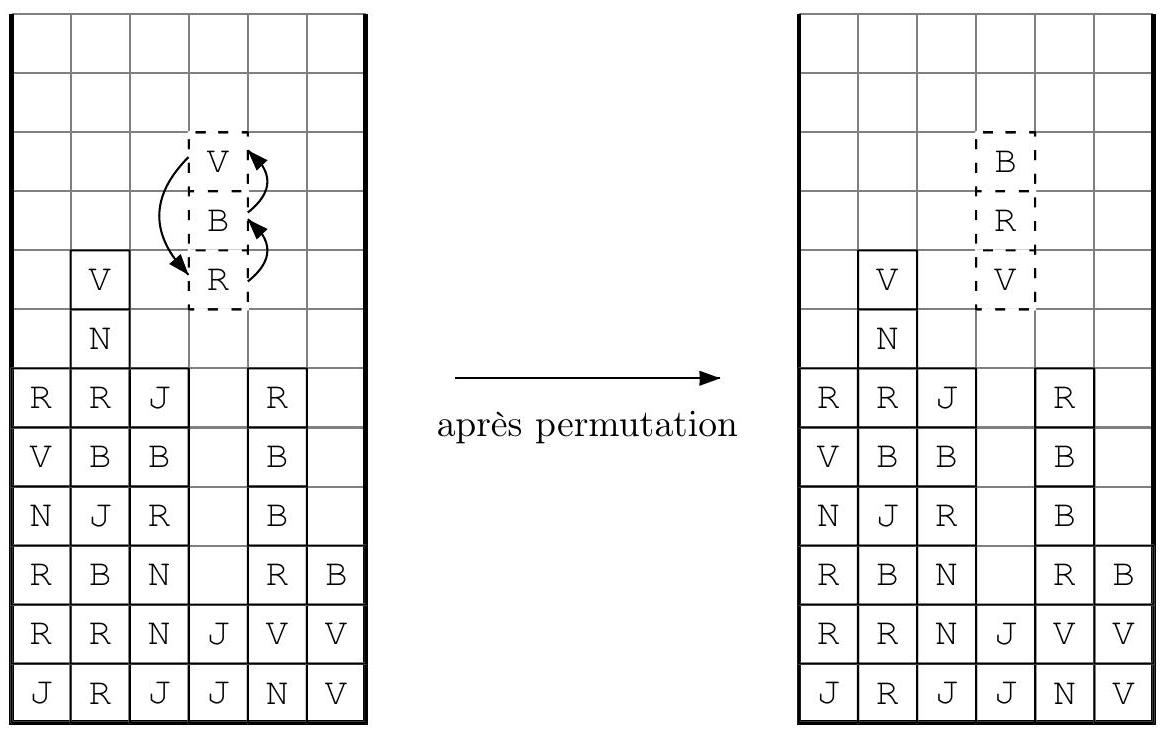 V B
B R
V R V V
N N
R R J R R R J R
après permutation
V B B B V B B B
N J R B N J R B
R B N R B R B N R B
R R N J V V R R N J V V
J R J J N V J R J J N V